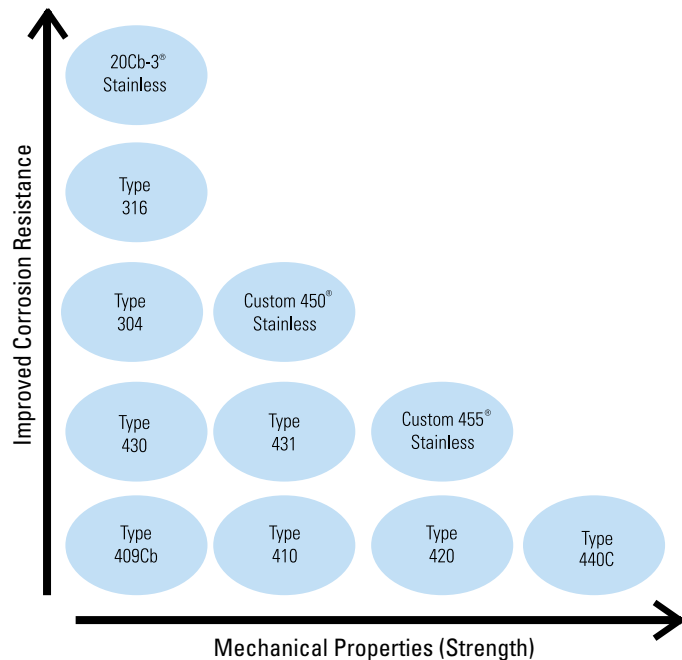 Improved Corrosion Resistance
20Cb-3®
Stainless
Type
316
Type
304
Custom 450®
Stainless
Type
430
Type
431
Custom 455®
Stainless
Type
409Cb
Type
410
Type
420
Type
440C
Mechanical Properties (Strength)